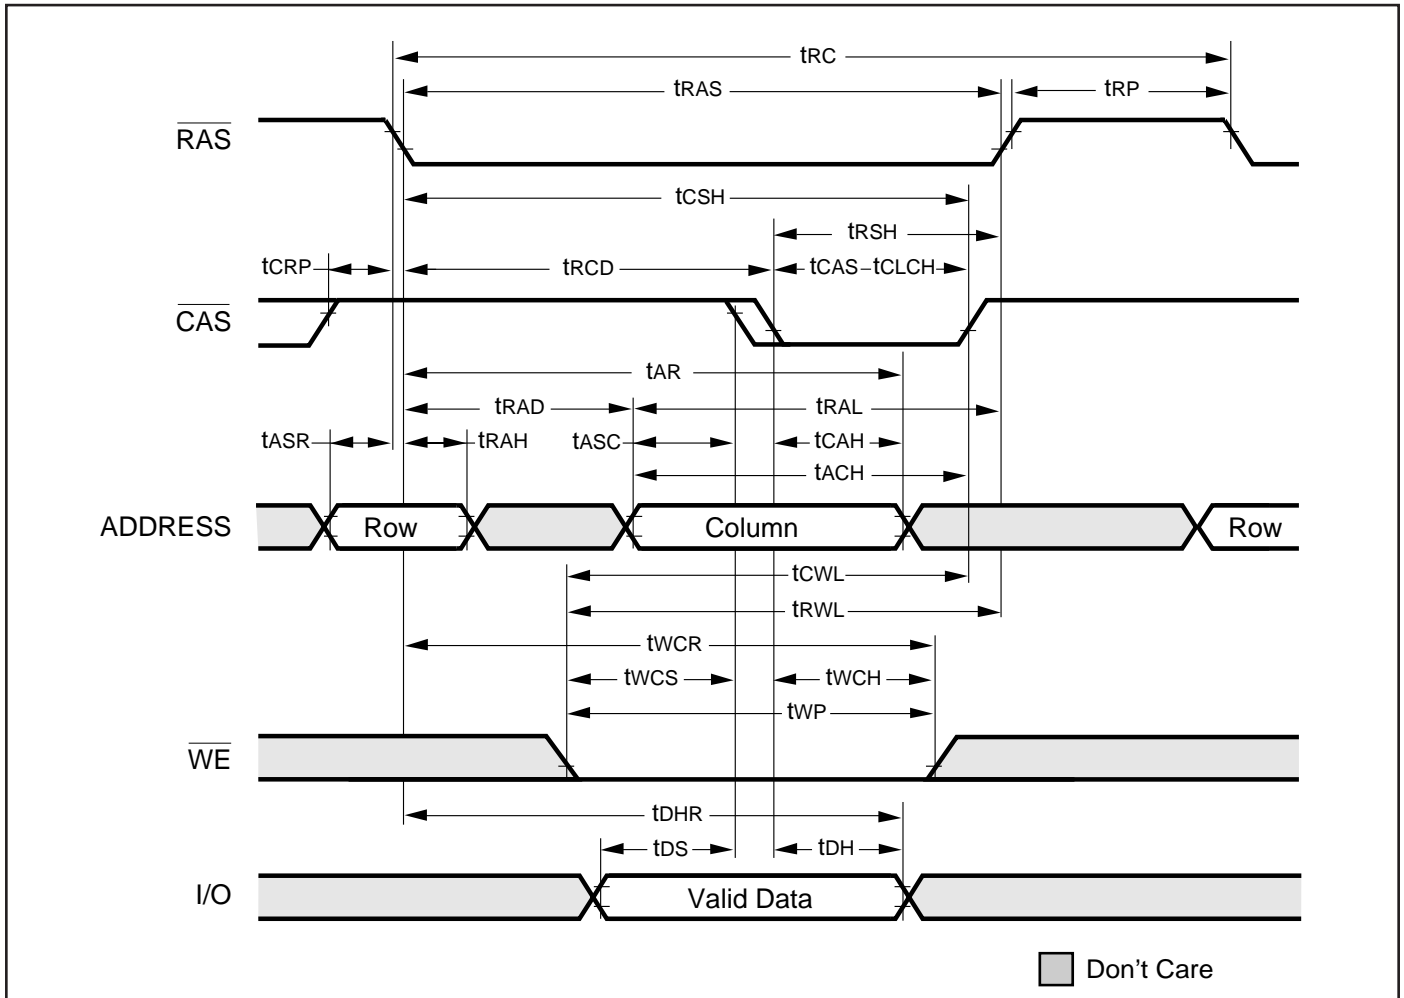 tRC
tRAS
tRP
RAS
tCSH
tRSH
tCRP
tRCD
tCAS
tCLCH
CAS
tAR
tRAD
tRAL
tASR
tRAH
tASC
tCAH
tACH
ADDRESS
Row
Column
Row
tCWL
tRWL
tWCR
tWCS
tWCH
tWP
WE
tDHR
tDS
tDH
I/O
Valid Data
Don't Care